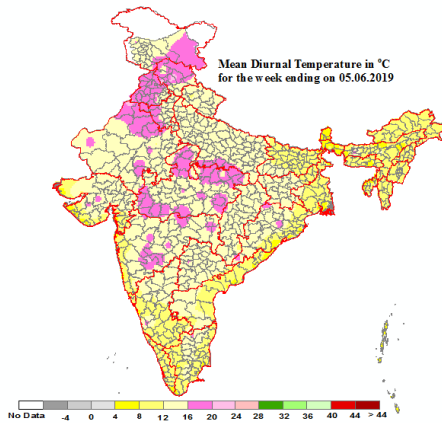 Mean Diurnal Temperature in °C
for the week ending on 05.06.2019
No Data -4 0 4 8 12 16 20 24 28 32 36 40 44 > 44